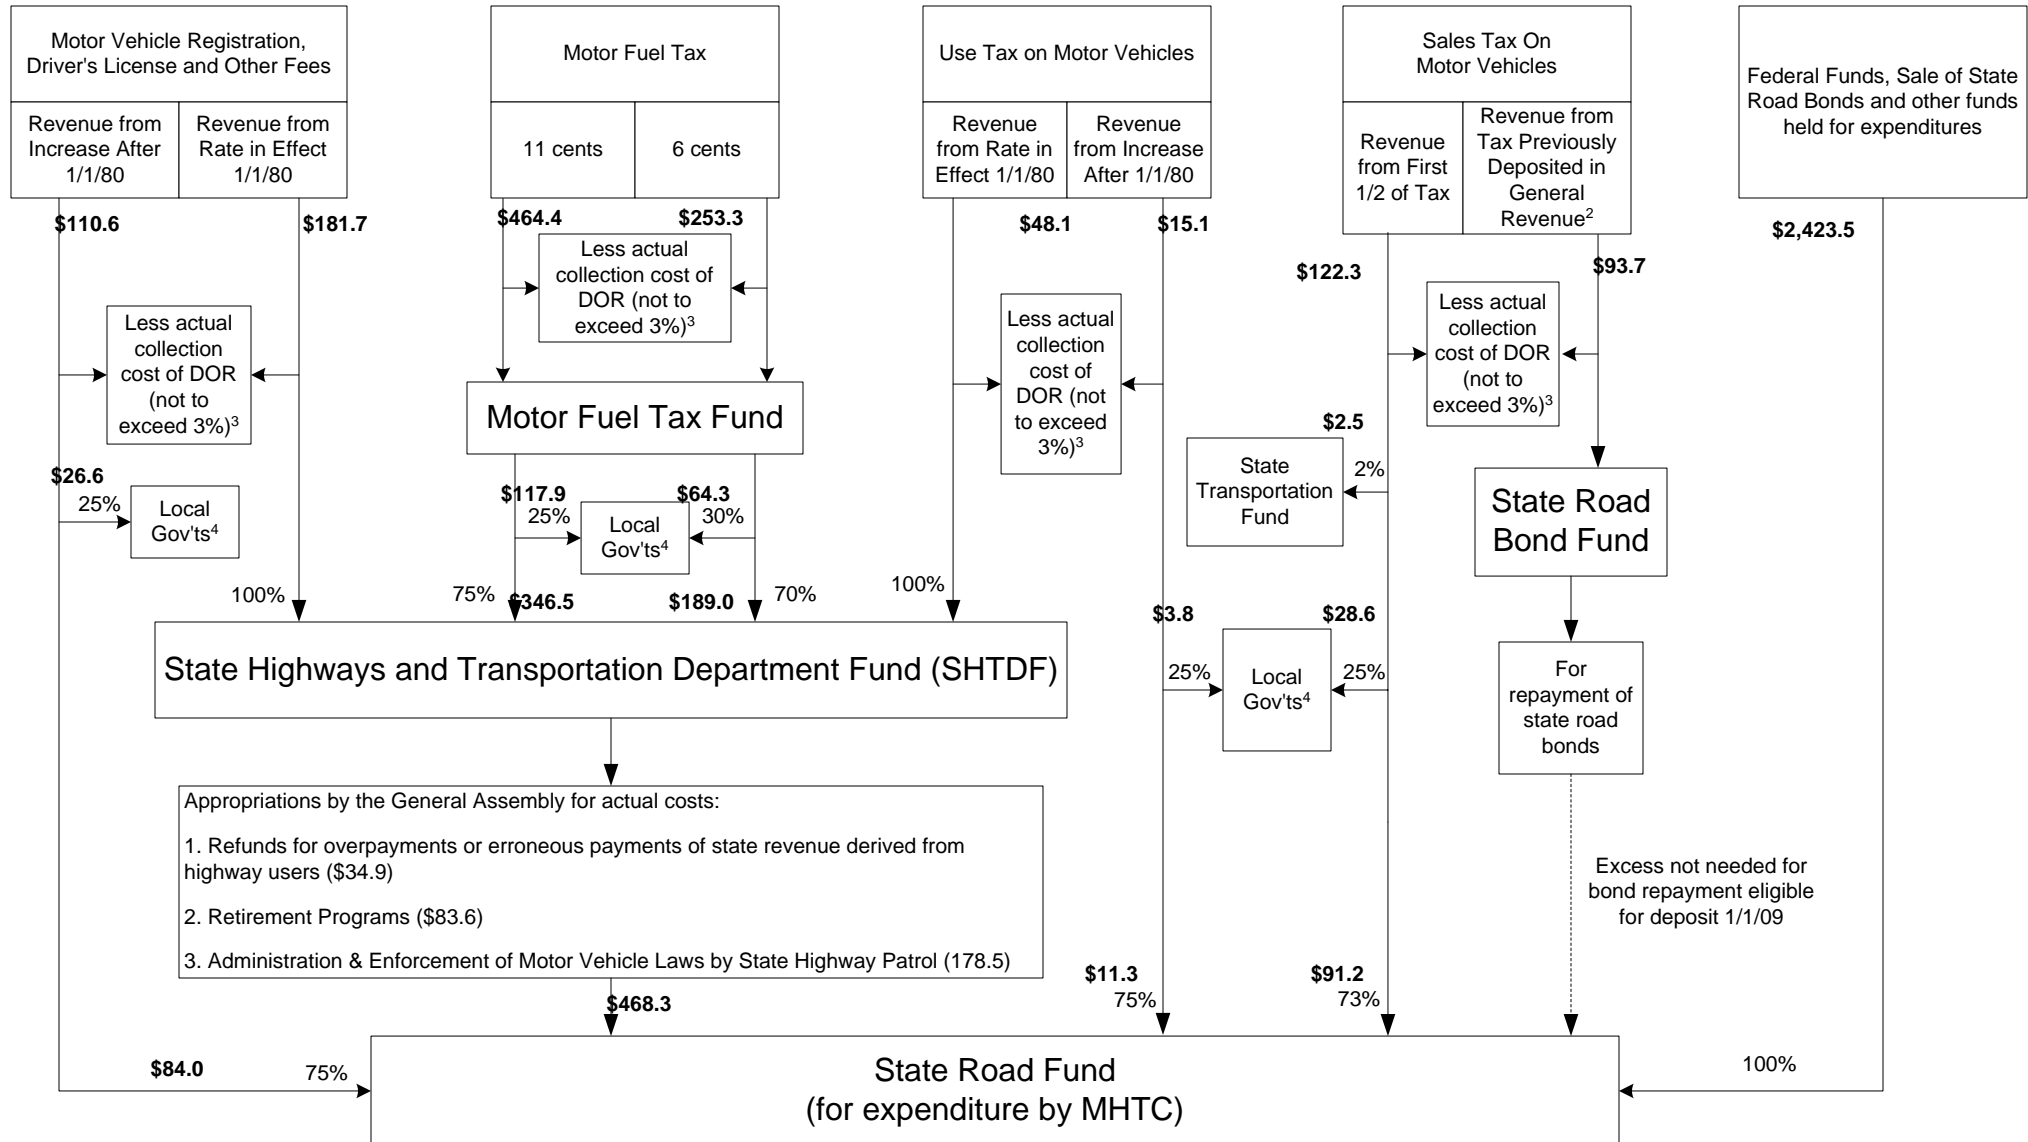 Motor Vehicle Registration,
Driver's License and Other Fees
Revenue from
Increase After
1/1/80
Revenue from
Rate in Effect
1/1/80
Motor Fuel Tax
11 cents
6 cents
Use Tax on Motor Vehicles
Revenue
from Rate in
Effect 1/1/80
Revenue
from Increase
After 1/1/80
Sales Tax On
Motor Vehicles
Revenue
from First
1/2 of Tax
Revenue from
Tax Previously
Deposited in
General
Revenue²
Federal Funds, Sale of State
Road Bonds and other funds
held for expenditures
$110.6
$181.7
$464.4
$253.3
$48.1
$15.1
$122.3
$93.7
$2,423.5
Less actual
collection
cost of DOR
(not to
exceed 3%)³
Less actual
collection cost of
DOR (not to
exceed 3%)³
Less actual
collection
cost of
DOR (not
to exceed
3%)³
Less actual
collection
cost of DOR
(not to
exceed 3%)³
Motor Fuel Tax Fund
$26.6
25%
Local
Gov'ts⁴
$117.9
25%
Local
Gov'ts⁴
$64.3
30%
$2.5
2%
State
Transportation
Fund
State Road
Bond Fund
100%
75%
$346.5
$189.0
70%
100%
$3.8
$28.6
25%
Local
Gov'ts⁴
25%
For
repayment of
state road
bonds
State Highways and Transportation Department Fund (SHTDF)
Appropriations by the General Assembly for actual costs:
1. Refunds for overpayments or erroneous payments of state revenue derived from
highway users ($34.9)
2. Retirement Programs ($83.6)
3. Administration & Enforcement of Motor Vehicle Laws by State Highway Patrol (178.5)
Excess not needed for
bond repayment eligible
for deposit 1/1/09
$468.3
$11.3
75%
$91.2
73%
$84.0
75%
100%
State Road Fund
(for expenditure by MHTC)